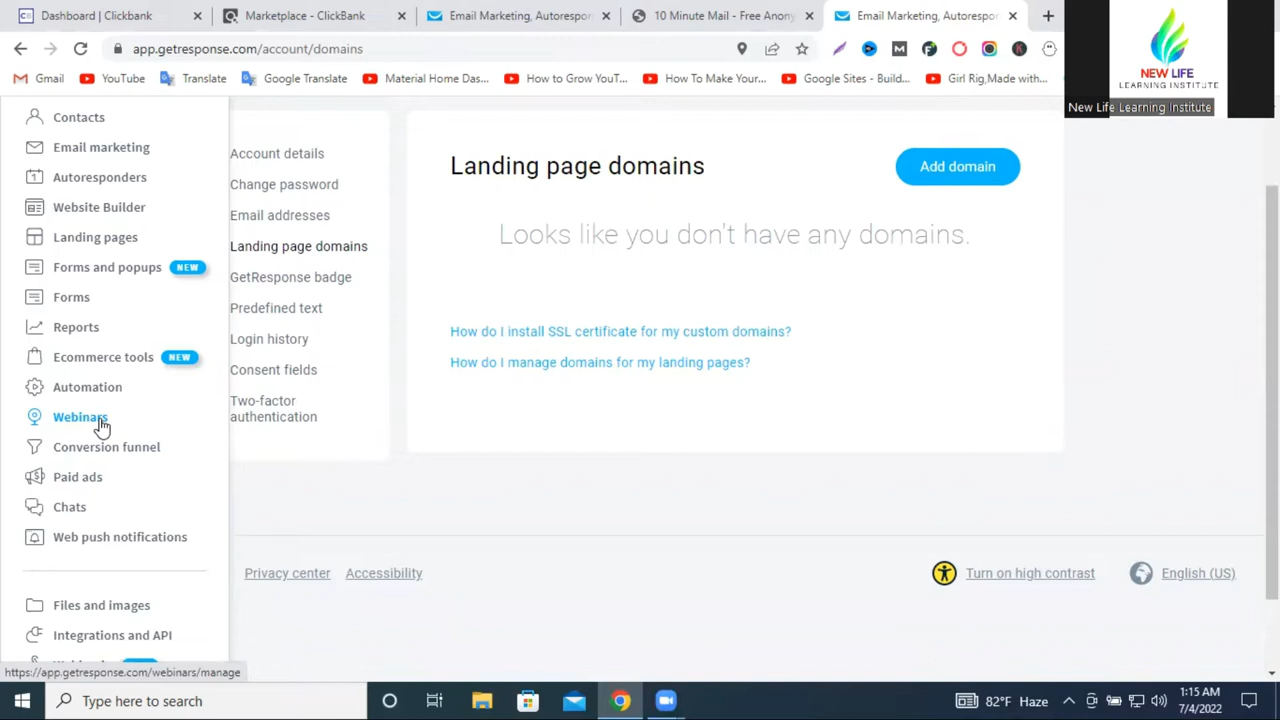 Dashboard | Clickbank
Marketplace - ClickBank
Email Marketing, Autorespor
10 Minute Mail - Free Anony
Email Marketing, Autorespor
app.getresponse.com/account/domains
Gmail
YouTube
Translate
Google Translate
Material Home Das...
How to Grow YouT...
How To Make Your...
Google Sites - Build...
Girl Rig,Made with...
NEW LIFE
LEARNING INSTITUTE
New Life Learning Institute
Contacts
Email marketing
Autoresponders
Website Builder
Landing pages
Forms and popups NEW
Forms
Reports
Ecommerce tools NEW
Automation
Webinars
Conversion funnel
Paid ads
Chats
Web push notifications
Files and images
Integrations and API
Account details
Change password
Email addresses
Landing page domains
GetResponse badge
Predefined text
Login history
Consent fields
Two-factor
authentication
Landing page domains
Add domain
Looks like you don't have any domains.
How do I install SSL certificate for my custom domains?
How do I manage domains for my landing pages?
Privacy center
Accessibility
Turn on high contrast
English (US)
https://app.getresponse.com/webinars/manage
Type here to search
82°F Haze
1:15 AM
7/4/2022